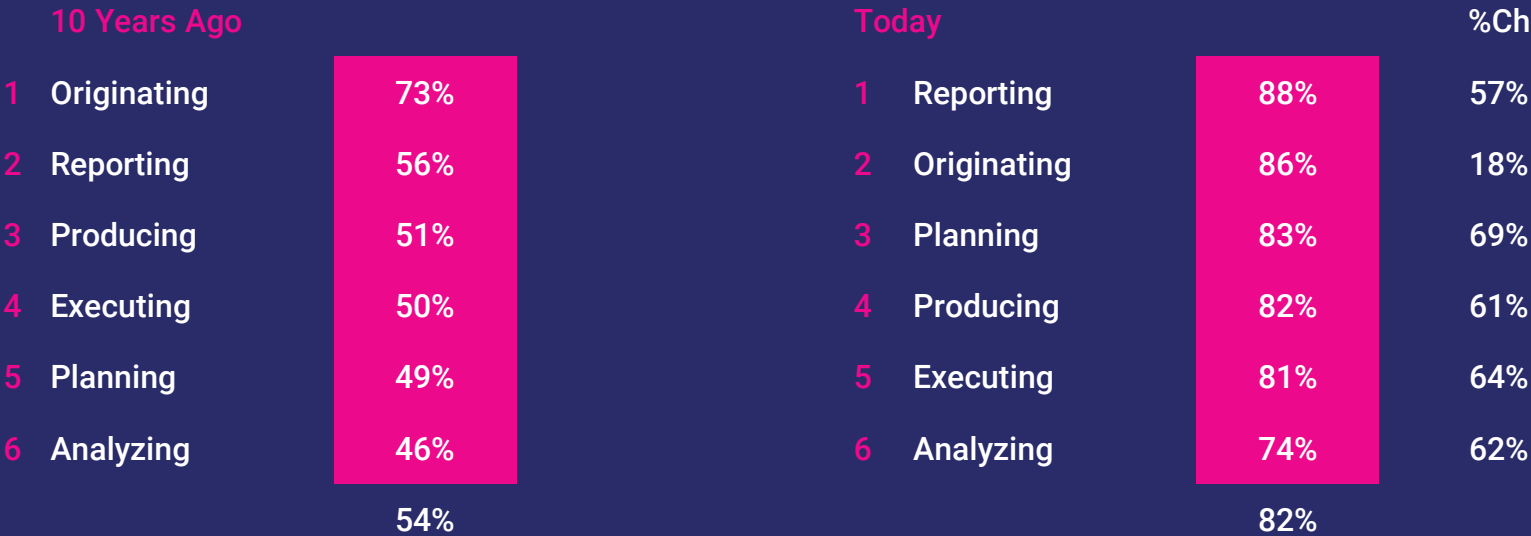 10 Years Ago Today %Ch
1 Originating 73% 1 Reporting 88% 57%
2 Reporting 56% 2 Originating 86% 18%
3 Producing 51% 3 Planning 83% 69%
4 Executing 50% 4 Producing 82% 61%
5 Planning 49% 5 Executing 81% 64%
6 Analyzing 46% 6 Analyzing 74% 62%
54% 82%